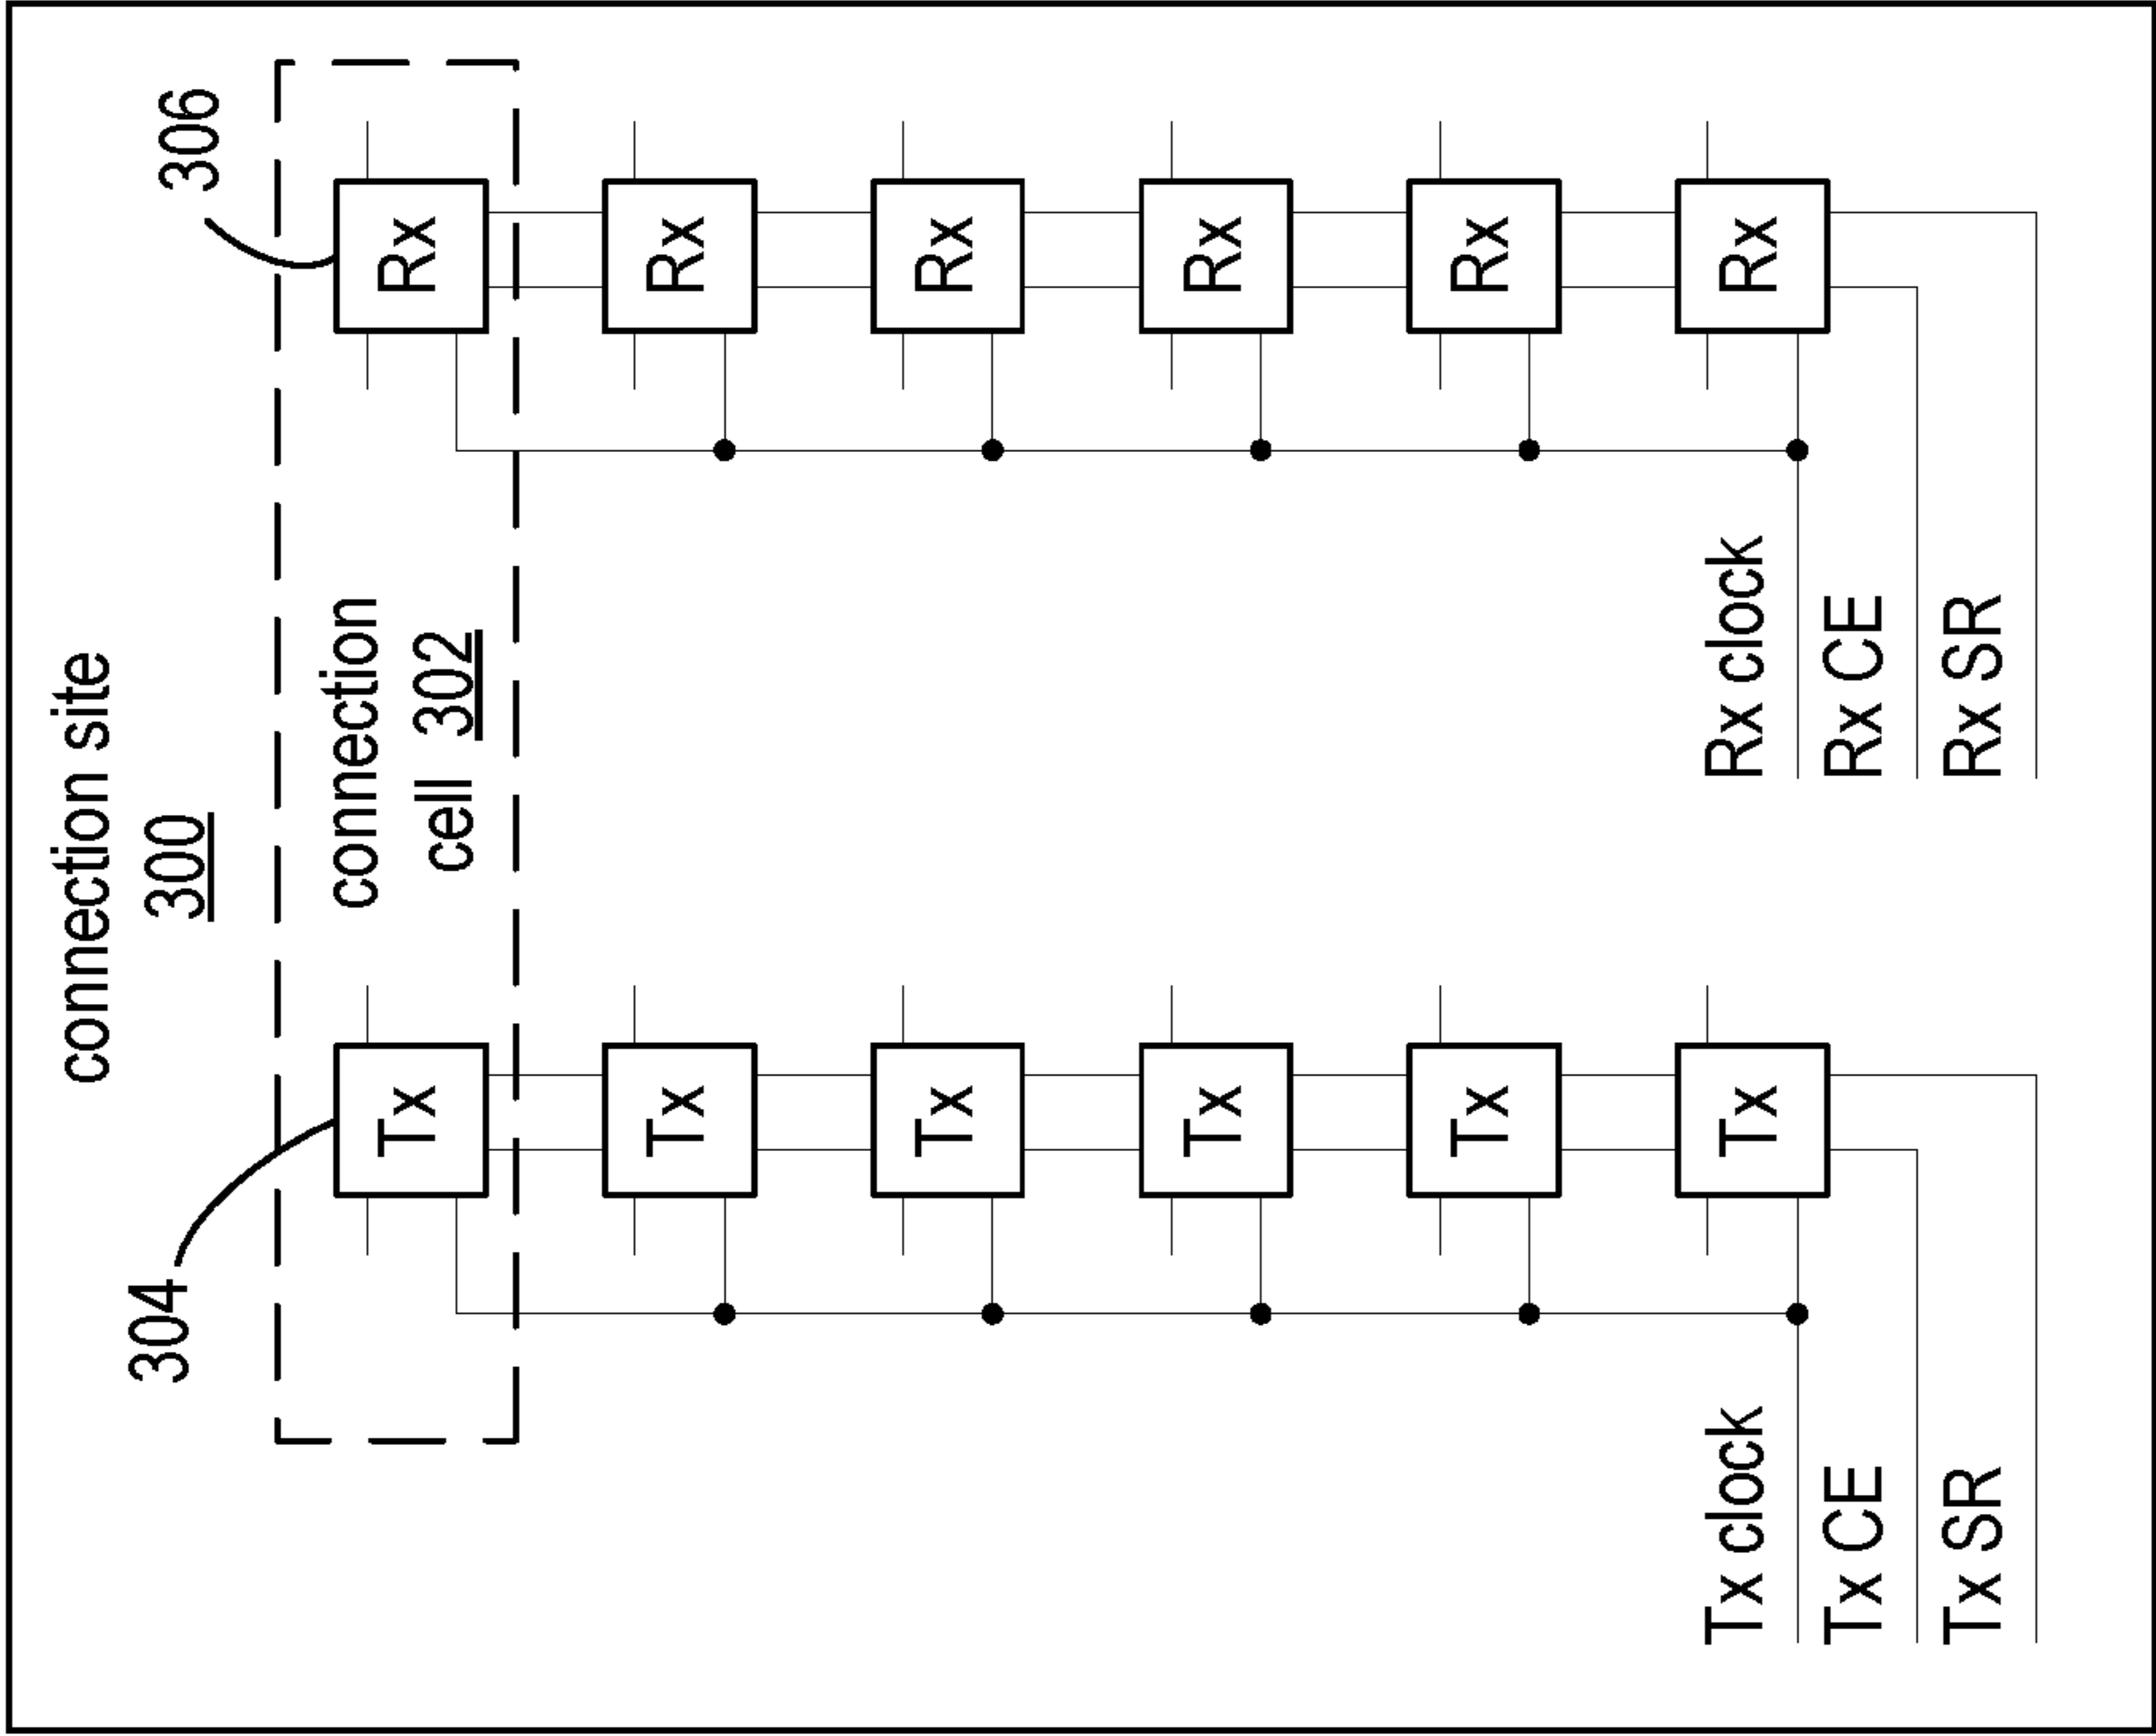 connection site
300
304
306
connection
cell 302
Tx
Rx
Tx
Rx
Tx
Rx
Tx
Rx
Tx
Rx
Tx
Rx
Tx clock
Rx clock
Tx CE
Rx CE
Tx SR
Rx SR